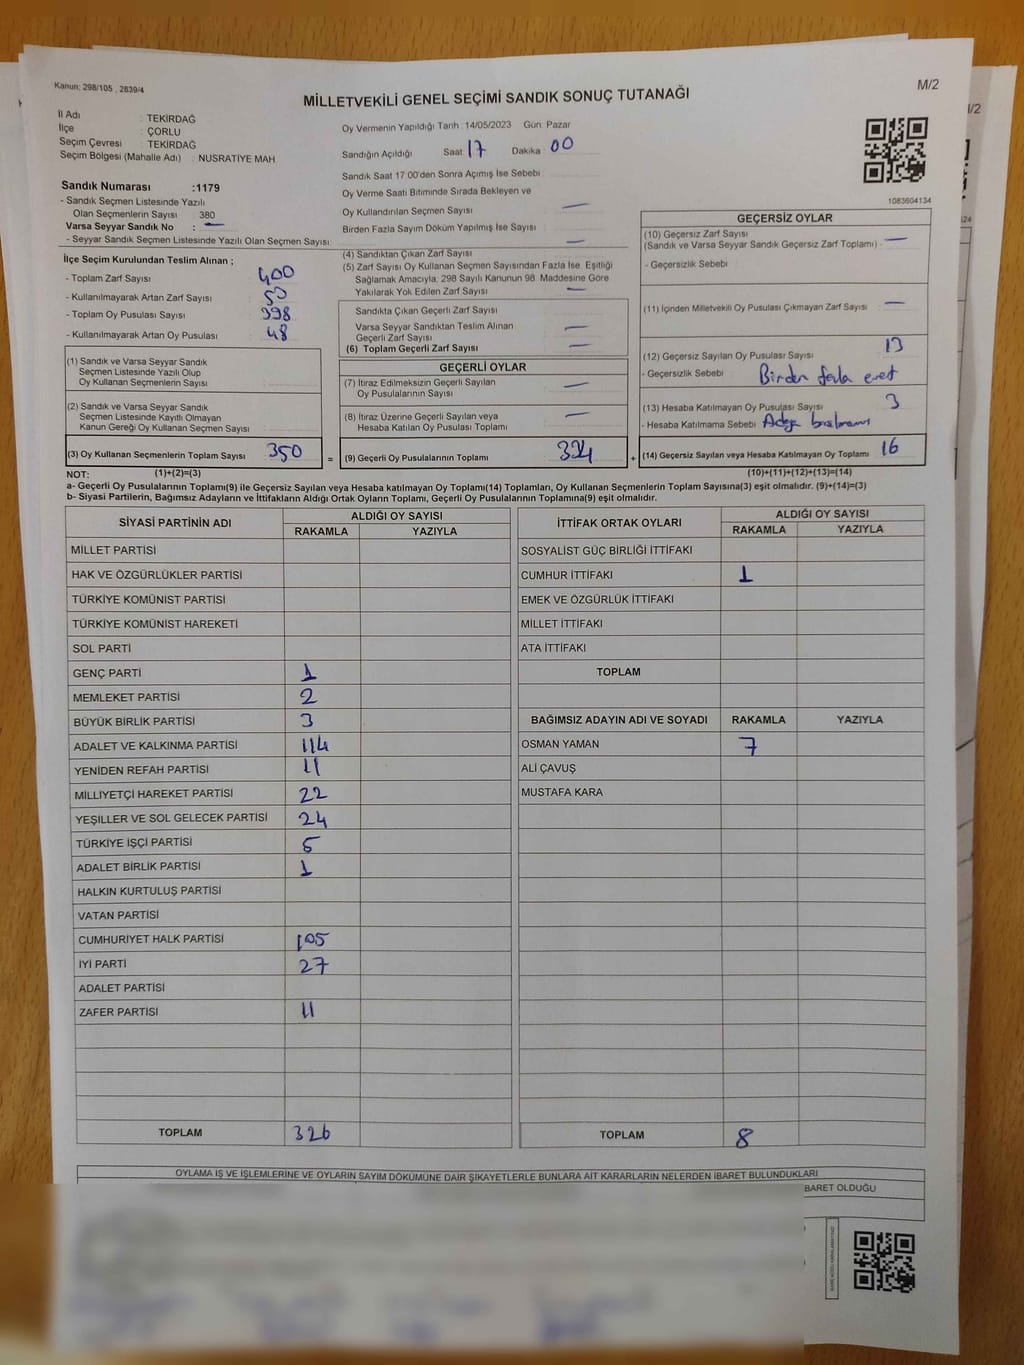 Kanun: 298/105 , 2839/4
M/2
MİLLETVEKİLİ GENEL SEÇİMİ SANDIK SONUÇ TUTANAĞI
İl Adı : TEKİRDAĞ
İlçe : ÇORLU
Seçim Çevresi : TEKİRDAĞ
Seçim Bölgesi (Mahalle Adı) : NUSRATİYE MAH.
Oy Vermenin Yapıldığı Tarih : 14/05/2023 Gün: Pazar
Sandığın Açıldığı Saat 17 Dakika 00
Sandık Saat 17:00'den Sonra Açımış İse Sebebi
Oy Verme Saati Bitiminde Sırada Bekleyen ve
Oy Kullandırılan Seçmen Sayısı —
Birden Fazla Sayım Döküm Yapılmış İse Sayısı —
1083604134
Sandık Numarası :1179
- Sandık Seçmen Listesinde Yazılı
Olan Seçmenlerin Sayısı : 380
Varsa Seyyar Sandık No : —
- Seyyar Sandık Seçmen Listesinde Yazılı Olan Seçmen Sayısı:
İlçe Seçim Kurulundan Teslim Alınan ;
- Toplam Zarf Sayısı 400
- Kullanılmayarak Artan Zarf Sayısı 50
- Toplam Oy Pusulası Sayısı 398
- Kullanılmayarak Artan Oy Pusulası 48
(1) Sandık ve Varsa Seyyar Sandık
Seçmen Listesinde Yazılı Olup
Oy Kullanan Seçmenlerin Sayısı
(2) Sandık ve Varsa Seyyar Sandık
Seçmen Listesinde Kayıtlı Olmayan
Kanun Gereği Oy Kullanan Seçmen Sayısı
(3) Oy Kullanan Seçmenlerin Toplam Sayısı 350 =
(4) Sandıktan Çıkan Zarf Sayısı
(5) Zarf Sayısı Oy Kullanan Seçmen Sayısından Fazla İse, Eşitliği
Sağlamak Amacıyla, 298 Sayılı Kanunun 98. Maddesine Göre
Yakılarak Yok Edilen Zarf Sayısı —
Sandıkta Çıkan Geçerli Zarf Sayısı
Varsa Seyyar Sandıktan Teslim Alınan
Geçerli Zarf Sayısı —
(6) Toplam Geçerli Zarf Sayısı —
GEÇERLİ OYLAR
(7) İtiraz Edilmeksizin Geçerli Sayılan
Oy Pusulalarının Sayısı —
(8) İtiraz Üzerine Geçerli Sayılan veya
Hesaba Katılan Oy Pusulası Toplamı —
(9) Geçerli Oy Pusulalarının Toplamı 334 +
GEÇERSİZ OYLAR
(10) Geçersiz Zarf Sayısı
(Sandık ve Varsa Seyyar Sandık Geçersiz Zarf Toplamı) —
- Geçersizlik Sebebi :
(11) İçinden Milletvekili Oy Pusulası Çıkmayan Zarf Sayısı —
(12) Geçersiz Sayılan Oy Pusulası Sayısı 13
- Geçersizlik Sebebi Birden fazla evet
(13) Hesaba Katılmayan Oy Pusulası Sayısı 3
- Hesaba Katılmama Sebebi
(14) Geçersiz Sayılan veya Hesaba Katılmayan Oy Toplamı 16
NOT: (1)+(2)=(3)
(10)+(11)+(12)+(13)=(14)
a- Geçerli Oy Pusulalarının Toplamı(9) ile Geçersiz Sayılan veya Hesaba katılmayan Oy Toplamı(14) Toplamları, Oy Kullanan Seçmenlerin Toplam Sayısına(3) eşit olmalıdır. (9)+(14)=(3)
b- Siyasi Partilerin, Bağımsız Adayların ve İttifakların Aldığı Ortak Oyların Toplamı, Geçerli Oy Pusulalarının Toplamına(9) eşit olmalıdır.
SİYASİ PARTİNİN ADI ALDIĞI OY SAYISI
RAKAMLA YAZIYLA
MİLLET PARTİSİ
HAK VE ÖZGÜRLÜKLER PARTİSİ
TÜRKİYE KOMÜNİST PARTİSİ
TÜRKİYE KOMÜNİST HAREKETİ
SOL PARTİ
GENÇ PARTİ 1
MEMLEKET PARTİSİ 2
BÜYÜK BİRLİK PARTİSİ 3
ADALET VE KALKINMA PARTİSİ 114
YENİDEN REFAH PARTİSİ 11
MİLLİYETÇİ HAREKET PARTİSİ 22
YEŞİLLER VE SOL GELECEK PARTİSİ 24
TÜRKİYE İŞÇİ PARTİSİ 5
ADALET BİRLİK PARTİSİ 1
HALKIN KURTULUŞ PARTİSİ
VATAN PARTİSİ
CUMHURİYET HALK PARTİSİ 105
İYİ PARTİ 27
ADALET PARTİSİ
ZAFER PARTİSİ 11
TOPLAM 326
İTTİFAK ORTAK OYLARI ALDIĞI OY SAYISI
RAKAMLA YAZIYLA
SOSYALİST GÜÇ BİRLİĞİ İTTİFAKI
CUMHUR İTTİFAKI 1
EMEK VE ÖZGÜRLÜK İTTİFAKI
MİLLET İTTİFAKI
ATA İTTİFAKI
TOPLAM
BAĞIMSIZ ADAYIN ADI VE SOYADI RAKAMLA YAZIYLA
OSMAN YAMAN 7
ALİ ÇAVUŞ
MUSTAFA KARA
TOPLAM 8
OYLAMA İŞ VE İŞLEMLERİNE VE OYLARIN SAYIM DÖKÜMÜNE DAİR ŞİKAYETLERLE BUNLARA AİT KARARLARIN NELERDEN İBARET BULUNDUKLARI
BARET OLDUĞU